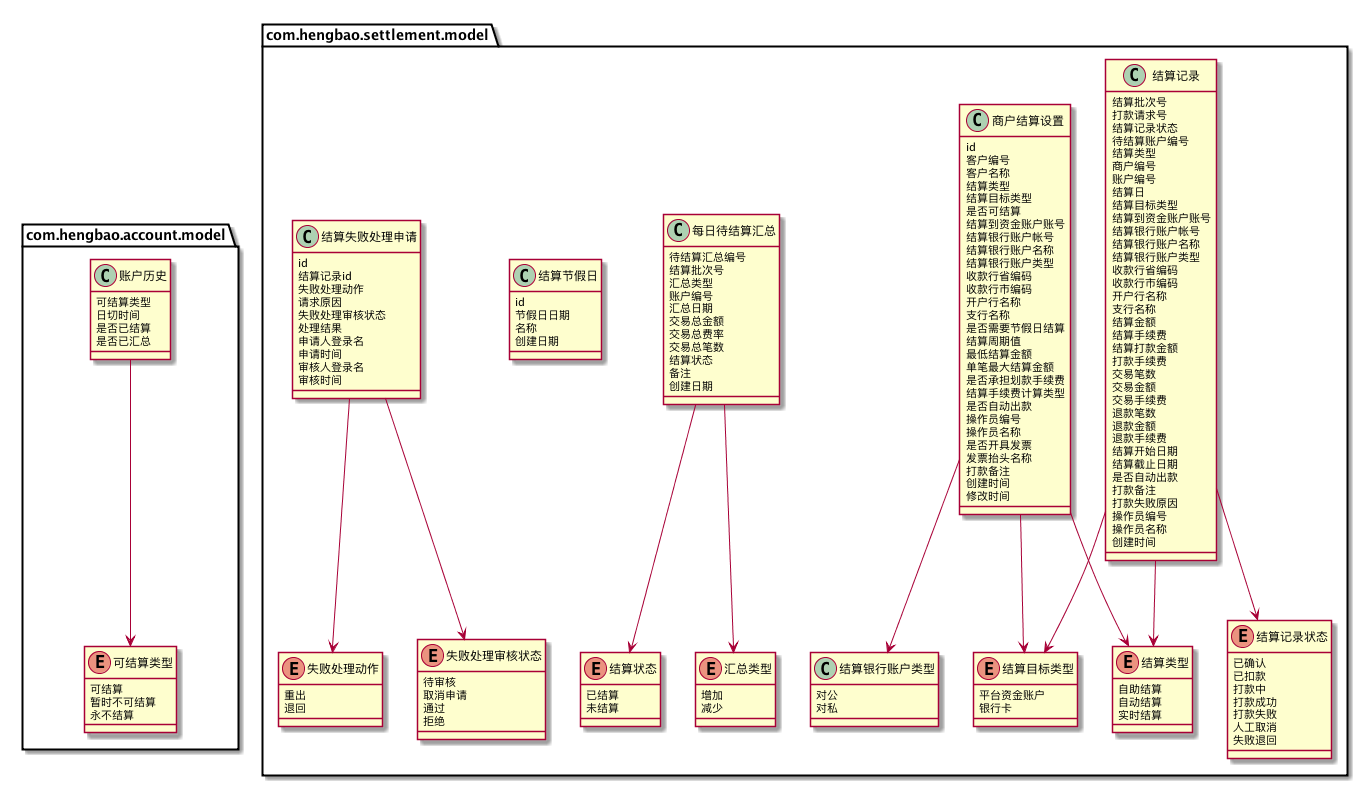 com.hengbao.account.model
C 账户历史
可结算类型
日切时间
是否已结算
是否已汇总
E 可结算类型
可结算
暂时不可结算
永不结算
com.hengbao.settlement.model
C 结算失败处理申请
id
结算记录id
失败处理动作
请求原因
失败处理审核状态
处理结果
申请人登录名
申请时间
审核人登录名
审核时间
C 结算节假日
id
节假日日期
名称
创建日期
C 每日待结算汇总
待结算汇总编号
结算批次号
汇总类型
账户编号
汇总日期
交易总金额
交易总费率
交易总笔数
结算状态
备注
创建日期
C 商户结算设置
id
客户编号
客户名称
结算类型
结算目标类型
是否可结算
结算到资金账户账号
结算银行账户帐号
结算银行账户名称
结算银行账户类型
收款行省编码
收款行市编码
开户行名称
支行名称
是否需要节假日结算
结算周期值
最低结算金额
单笔最大结算金额
是否承担划款手续费
结算手续费计算类型
是否自动出款
操作员编号
操作员名称
是否开具发票
发票抬头名称
打款备注
创建时间
修改时间
C 结算记录
结算批次号
打款请求号
结算记录状态
待结算账户编号
结算类型
商户编号
账户编号
结算日
结算目标类型
结算到资金账户账号
结算银行账户帐号
结算银行账户名称
结算银行账户类型
收款行省编码
收款行市编码
开户行名称
支行名称
结算金额
结算手续费
结算打款金额
打款手续费
交易笔数
交易金额
交易手续费
退款笔数
退款金额
退款手续费
结算开始日期
结算截止日期
是否自动出款
打款备注
打款失败原因
操作员编号
操作员名称
创建时间
E 失败处理动作
重出
退回
E 失败处理审核状态
待审核
取消申请
通过
拒绝
E 结算状态
已结算
未结算
E 汇总类型
增加
减少
C 结算银行账户类型
对公
对私
E 结算目标类型
平台资金账户
银行卡
E 结算类型
自助结算
自动结算
实时结算
E 结算记录状态
已确认
已扣款
打款中
打款成功
打款失败
人工取消
失败退回